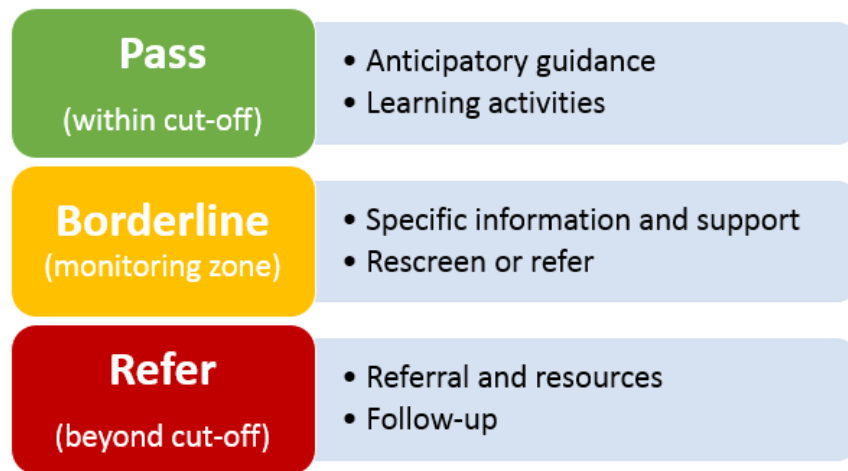 Pass
(within cut-off)
• Anticipatory guidance
• Learning activities
Borderline
(monitoring zone)
• Specific information and support
• Rescreen or refer
Refer
(beyond cut-off)
• Referral and resources
• Follow-up